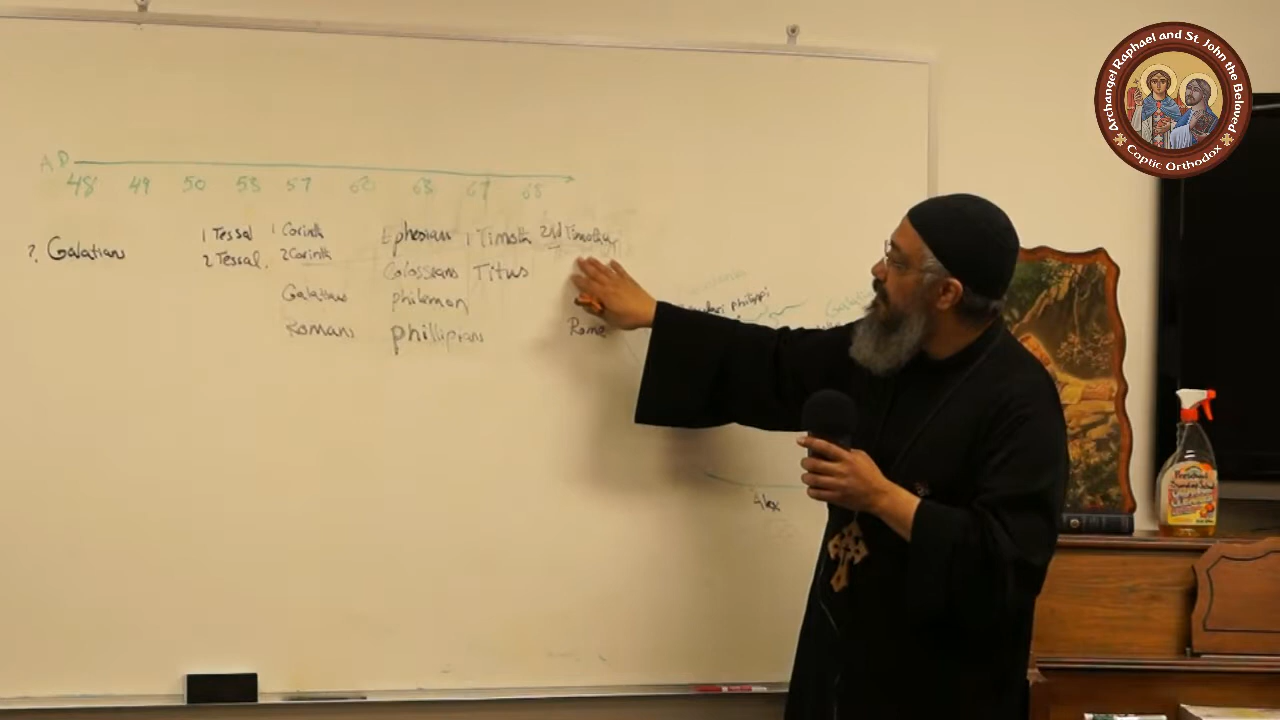 Archangel Raphael and St. John the Beloved
Coptic Orthodox
AD
48 49 50 53 57 60 63 67 68
1 Tessal 1 Corinth Ephesians 1 Timoth 2nd Timothy
? Galatians 2 Tessal. 2 Corinth Colossians Titus
Galatians philemon philippi
Romans phillipians Rome
Alex